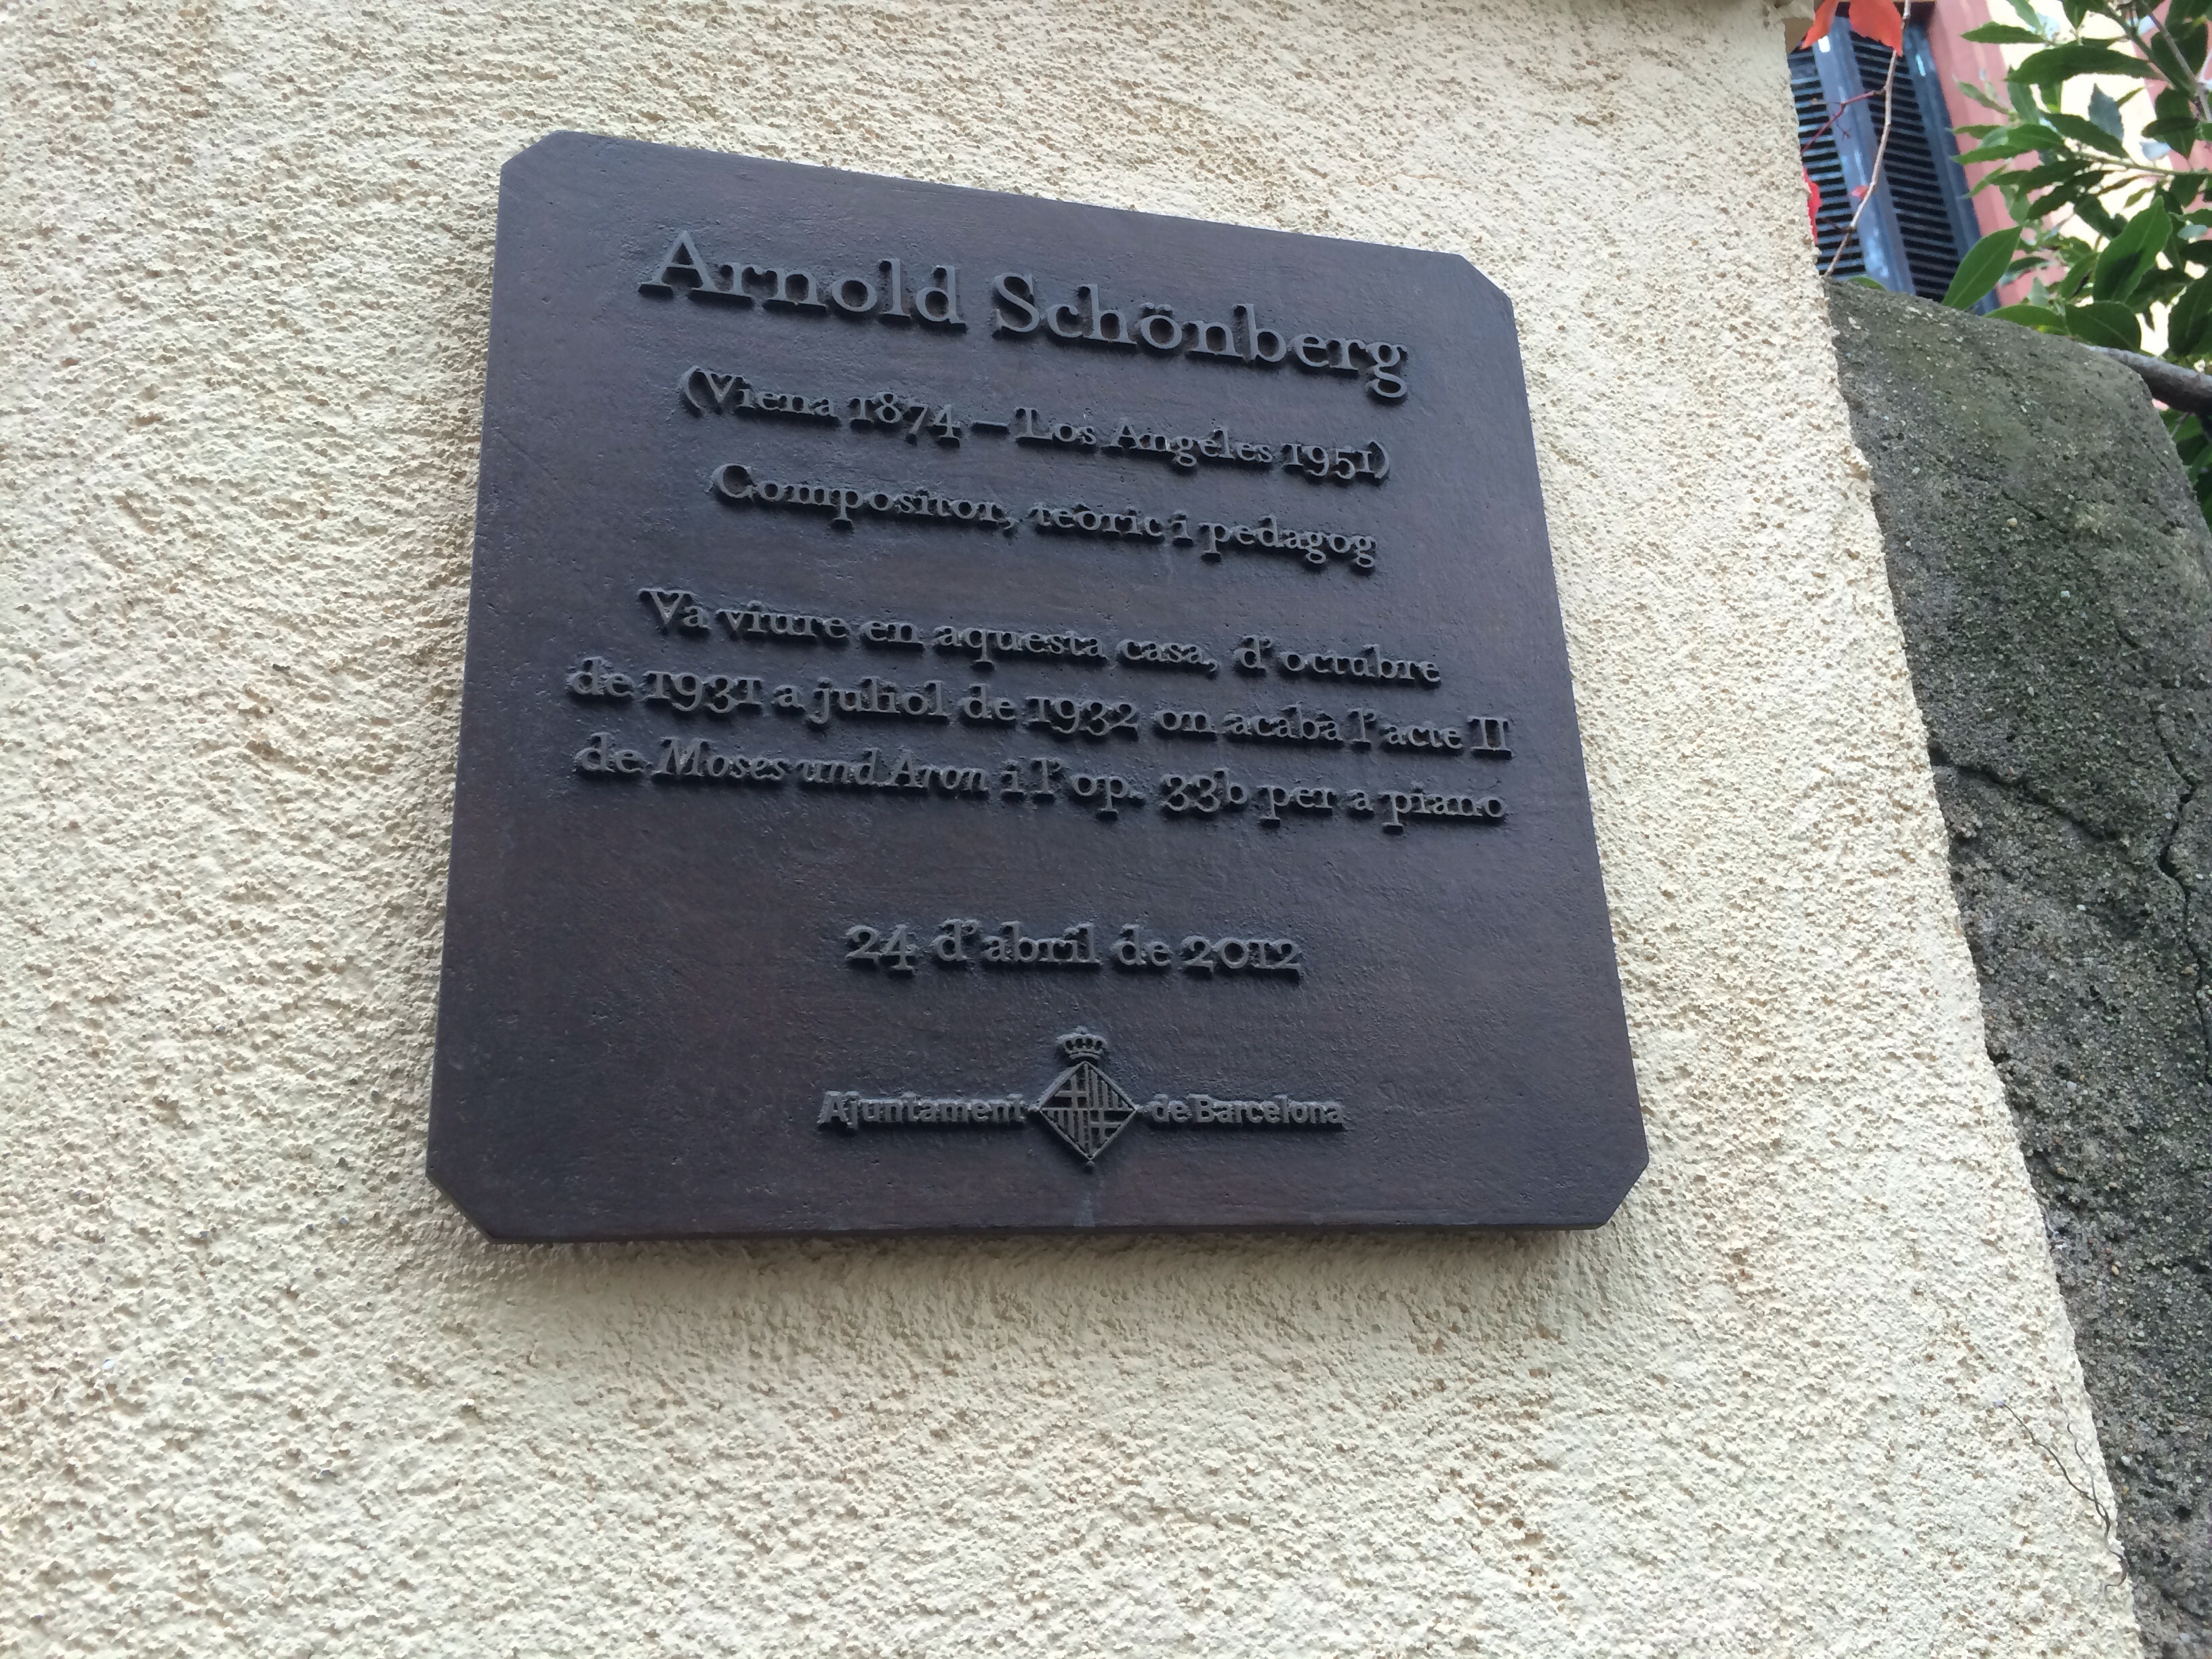 Arnold Schönberg
(Viena 1874 – Los Angeles 1951)
Compositor, teòric i pedagog
Va viure en aquesta casa, d'octubre
de 1931 a juliol de 1932 on acabà l'acte II
de Moses und Aron i l'op. 33b per a piano
24 d'abril de 2012
Ajuntament de Barcelona